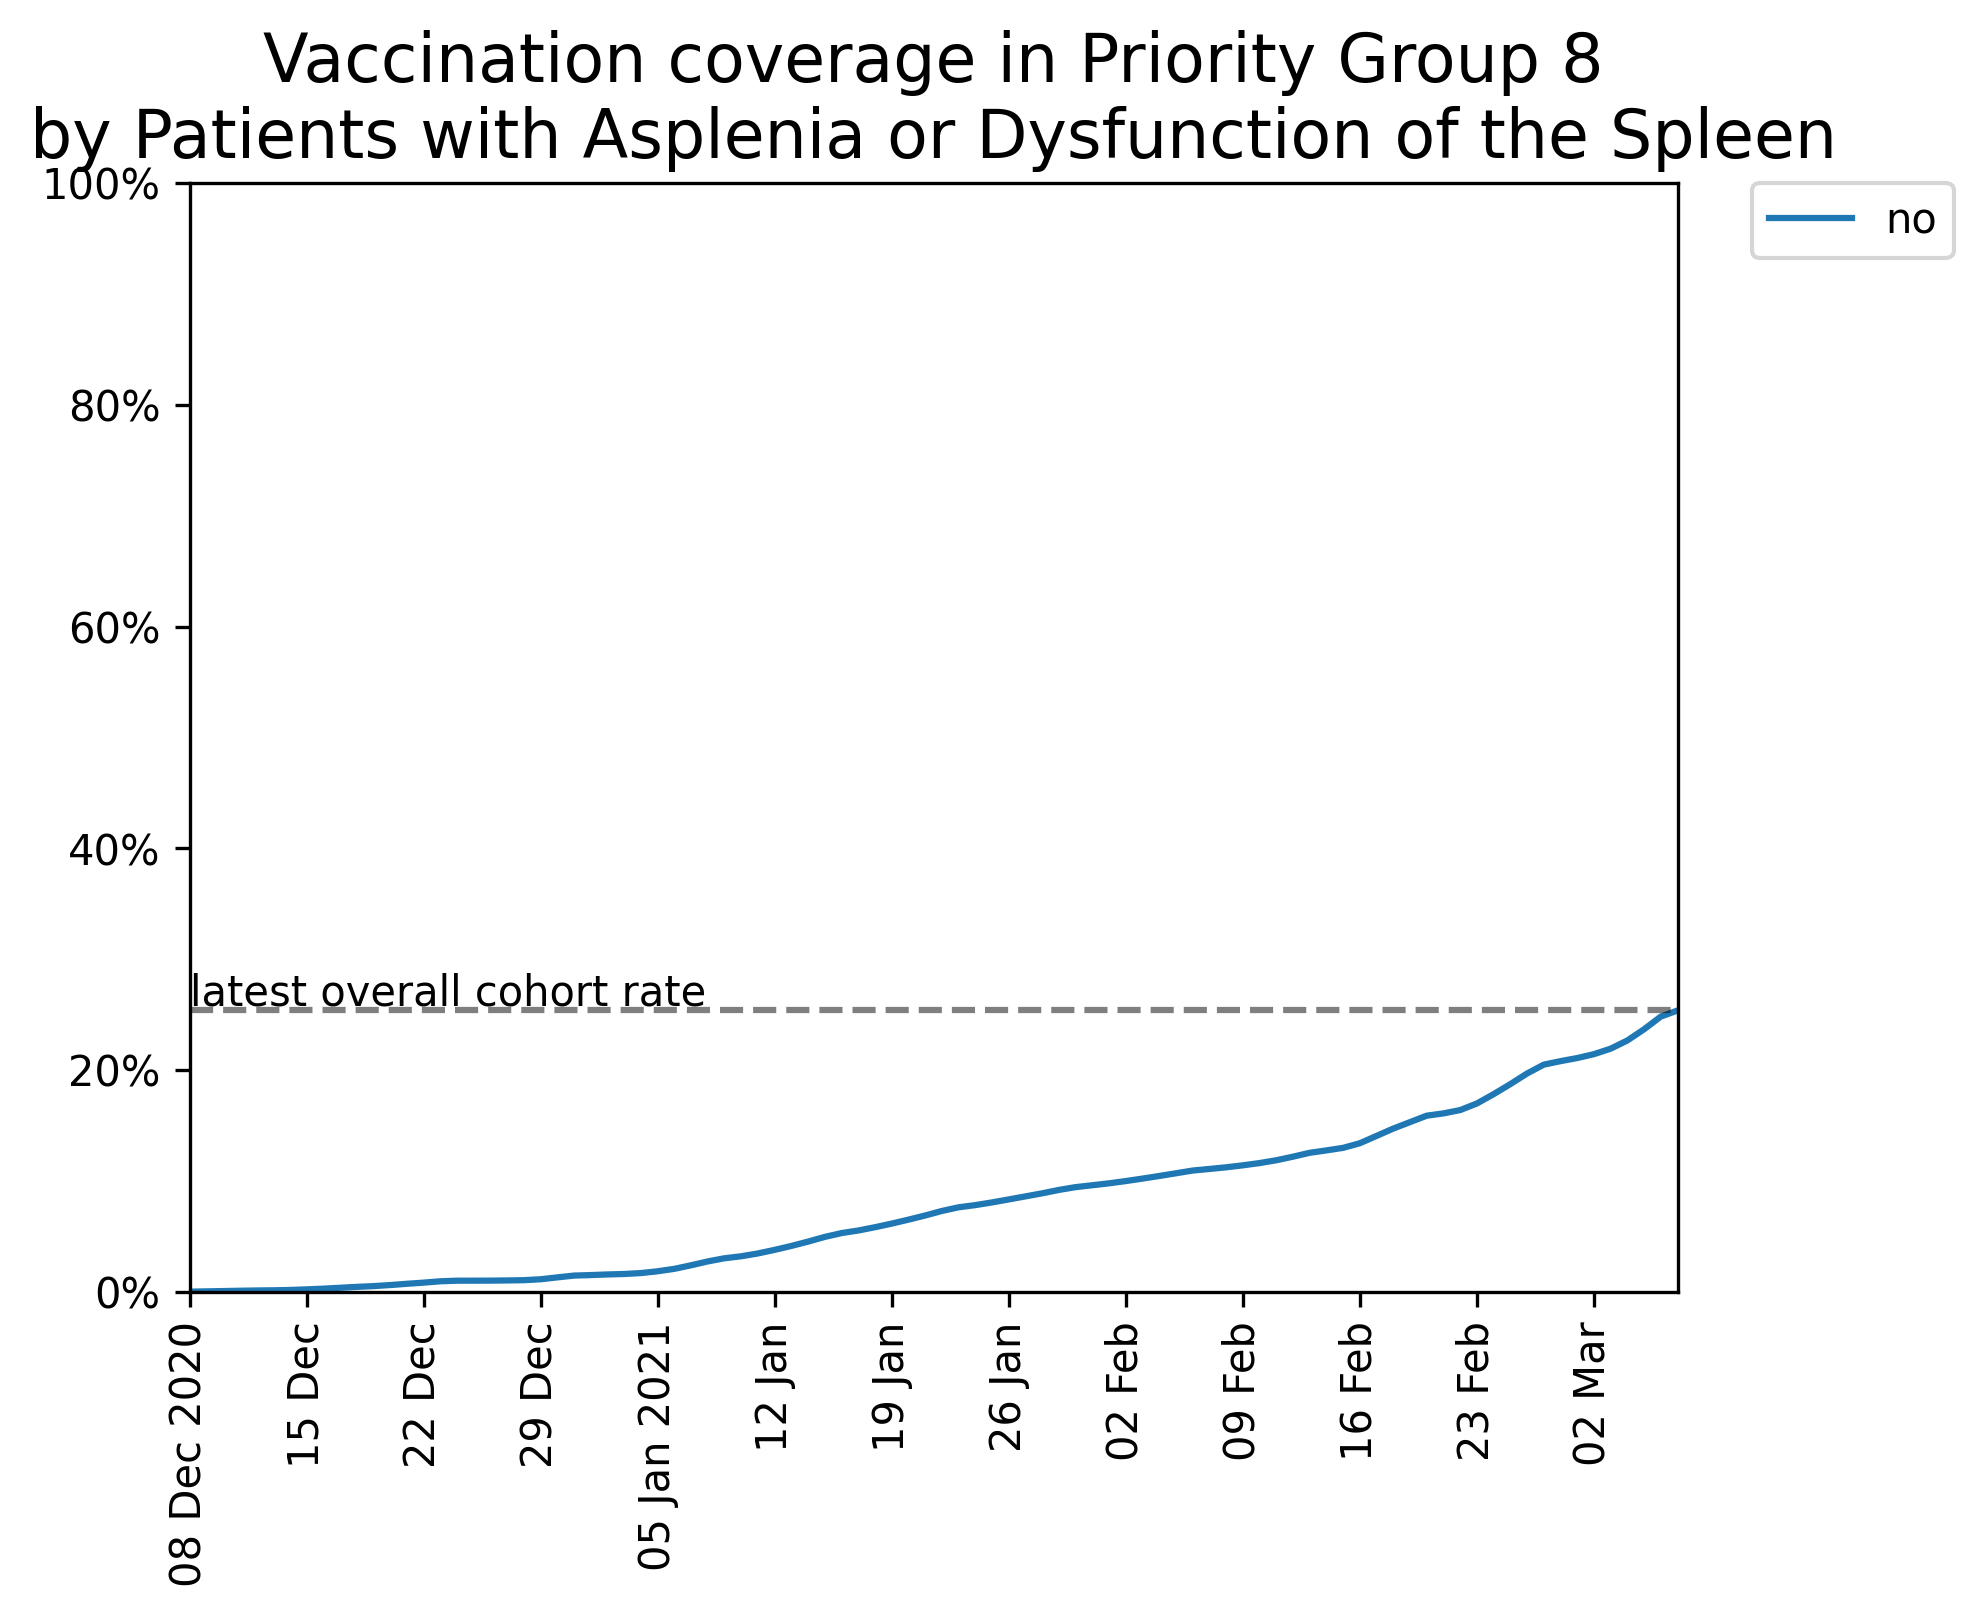 Vaccination coverage in Priority Group 8
by Patients with Asplenia or Dysfunction of the Spleen
no
100%
80%
60%
40%
20%
0%
latest overall cohort rate
08 Dec 2020
15 Dec
22 Dec
29 Dec
05 Jan 2021
12 Jan
19 Jan
26 Jan
02 Feb
09 Feb
16 Feb
23 Feb
02 Mar